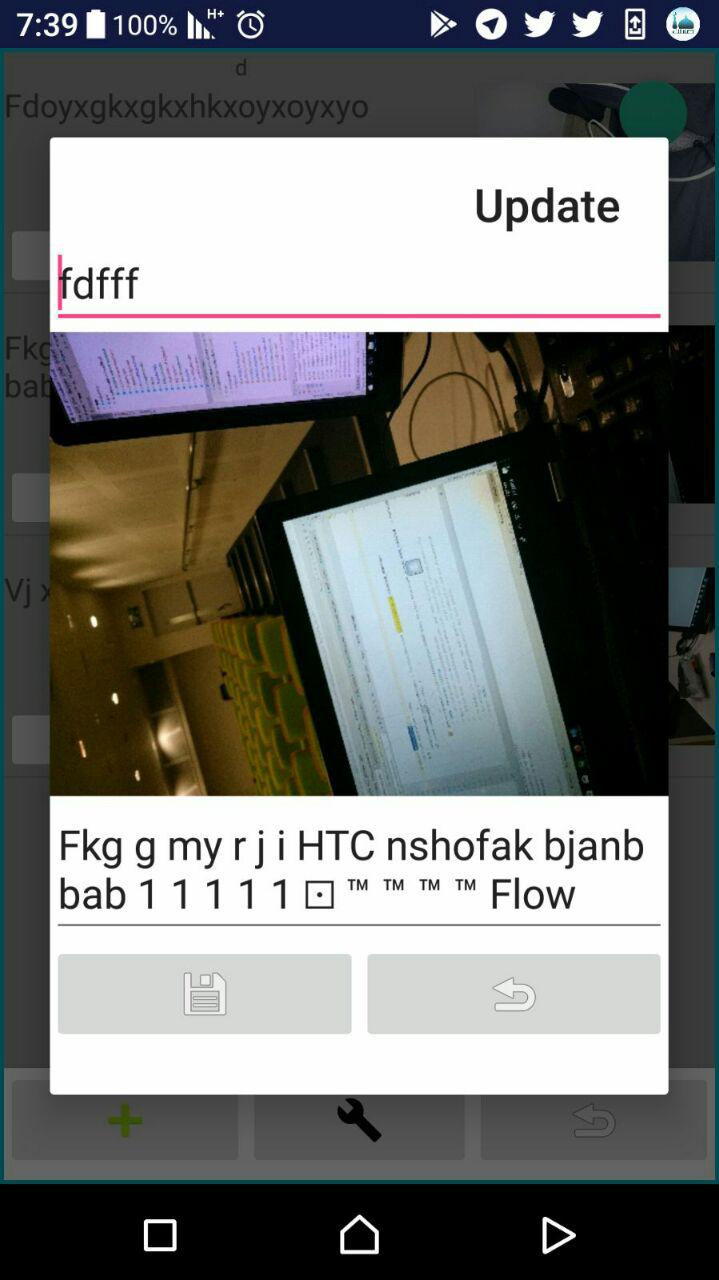 7:39 100% H+
d
Fdoyxgkxgkxhkxoyxoyxyo
Update
fdfff
Fkg
bab
Vj x
Fkg g my r j i HTC nshofak bjanb
bab 1 1 1 1 1 ⊡ ™ ™ ™ ™ Flow